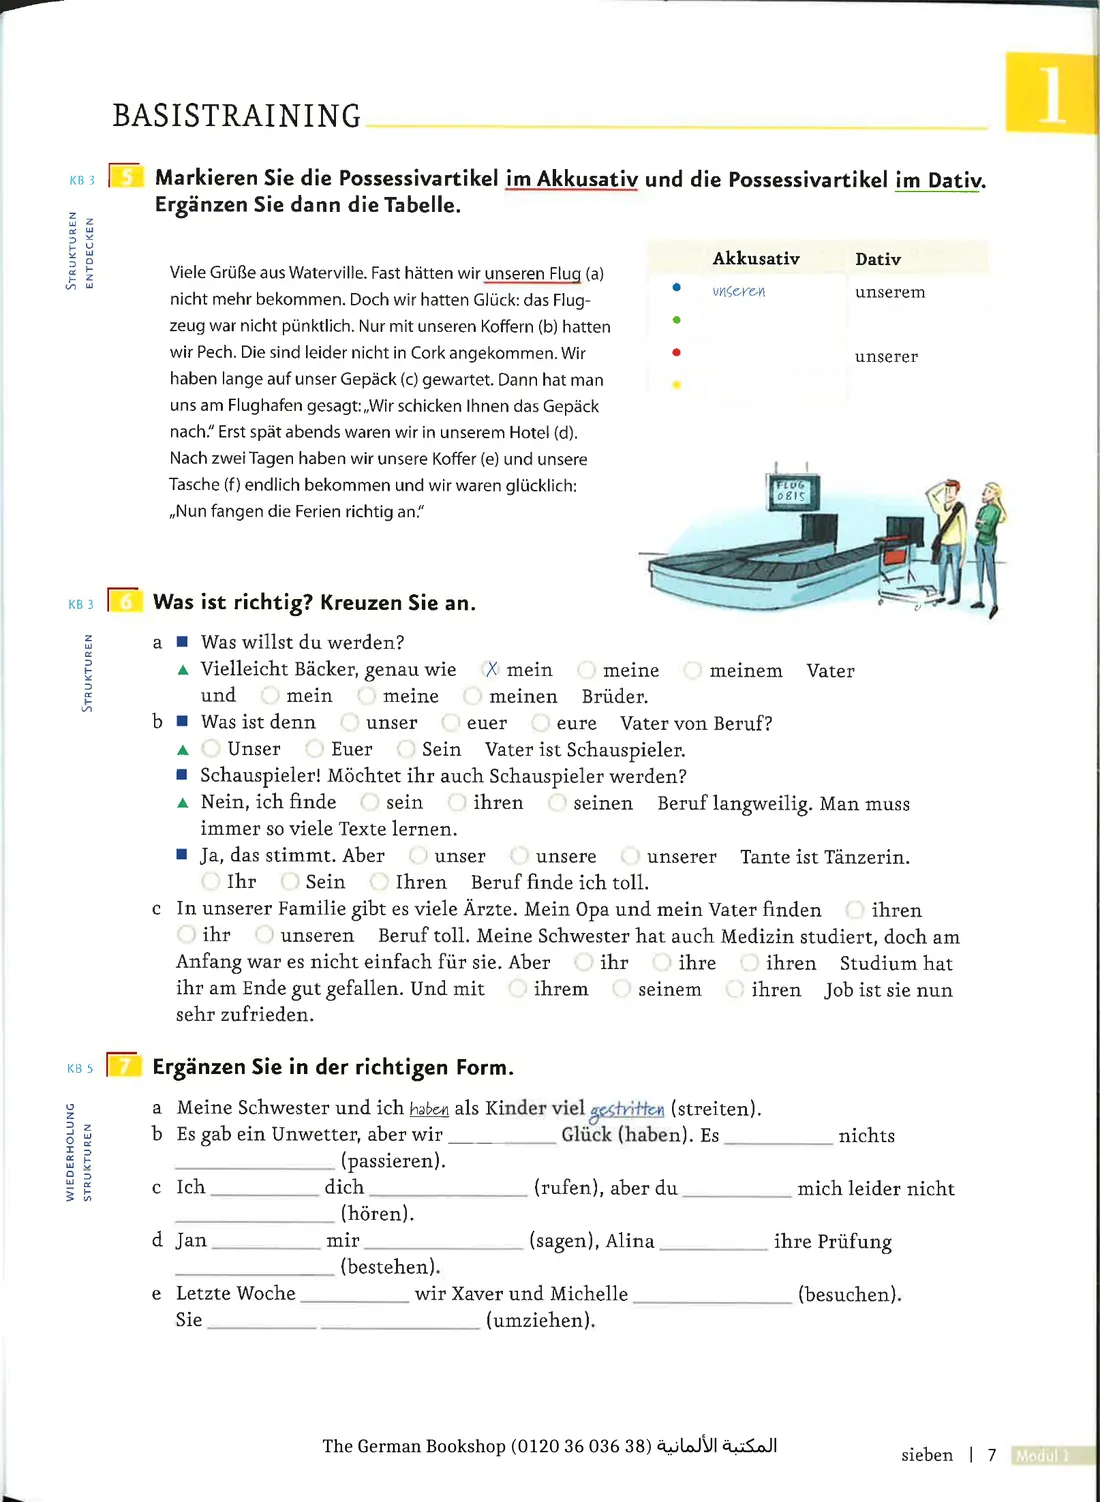 1
BASISTRAINING
KB 3
5
Markieren Sie die Possessivartikel im Akkusativ und die Possessivartikel im Dativ.
Ergänzen Sie dann die Tabelle.
STRUKTUREN
ENTDECKEN
Viele Grüße aus Waterville. Fast hätten wir unseren Flug (a)
nicht mehr bekommen. Doch wir hatten Glück: das Flug-
zeug war nicht pünktlich. Nur mit unseren Koffern (b) hatten
wir Pech. Die sind leider nicht in Cork angekommen. Wir
haben lange auf unser Gepäck (c) gewartet. Dann hat man
uns am Flughafen gesagt: „Wir schicken Ihnen das Gepäck
nach.“ Erst spät abends waren wir in unserem Hotel (d).
Nach zwei Tagen haben wir unsere Koffer (e) und unsere
Tasche (f) endlich bekommen und wir waren glücklich:
„Nun fangen die Ferien richtig an.“
Akkusativ Dativ
unseren unserem
unserer
FLUG
0815
KB 3
6
Was ist richtig? Kreuzen Sie an.
STRUKTUREN
a ■ Was willst du werden?
▲ Vielleicht Bäcker, genau wie X mein ○ meine ○ meinem Vater
und ○ mein ○ meine ○ meinen Brüder.
b ■ Was ist denn ○ unser ○ euer ○ eure Vater von Beruf?
▲ ○ Unser ○ Euer ○ Sein Vater ist Schauspieler.
■ Schauspieler! Möchtet ihr auch Schauspieler werden?
▲ Nein, ich finde ○ sein ○ ihren ○ seinen Beruf langweilig. Man muss
immer so viele Texte lernen.
■ Ja, das stimmt. Aber ○ unser ○ unsere ○ unserer Tante ist Tänzerin.
○ Ihr ○ Sein ○ Ihren Beruf finde ich toll.
c In unserer Familie gibt es viele Ärzte. Mein Opa und mein Vater finden ○ ihren
○ ihr ○ unseren Beruf toll. Meine Schwester hat auch Medizin studiert, doch am
Anfang war es nicht einfach für sie. Aber ○ ihr ○ ihre ○ ihren Studium hat
ihr am Ende gut gefallen. Und mit ○ ihrem ○ seinem ○ ihren Job ist sie nun
sehr zufrieden.
KB 5
7
Ergänzen Sie in der richtigen Form.
WIEDERHOLUNG
STRUKTUREN
a Meine Schwester und ich haben als Kinder viel gestritten (streiten).
b Es gab ein Unwetter, aber wir __________ Glück (haben). Es __________ nichts
_______________ (passieren).
c Ich __________ dich _______________ (rufen), aber du __________ mich leider nicht
_______________ (hören).
d Jan __________ mir _______________ (sagen), Alina __________ ihre Prüfung
_______________ (bestehen).
e Letzte Woche __________ wir Xaver und Michelle _______________ (besuchen).
Sie __________ _______________ (umziehen).
The German Bookshop (0120 36 036 38) المكتبة الألمانية
sieben | 7 Modul 1